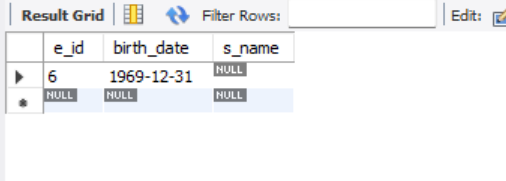 Result Grid Filter Rows: Edit:
e_id birth_date s_name
6 1969-12-31 NULL
NULL NULL NULL